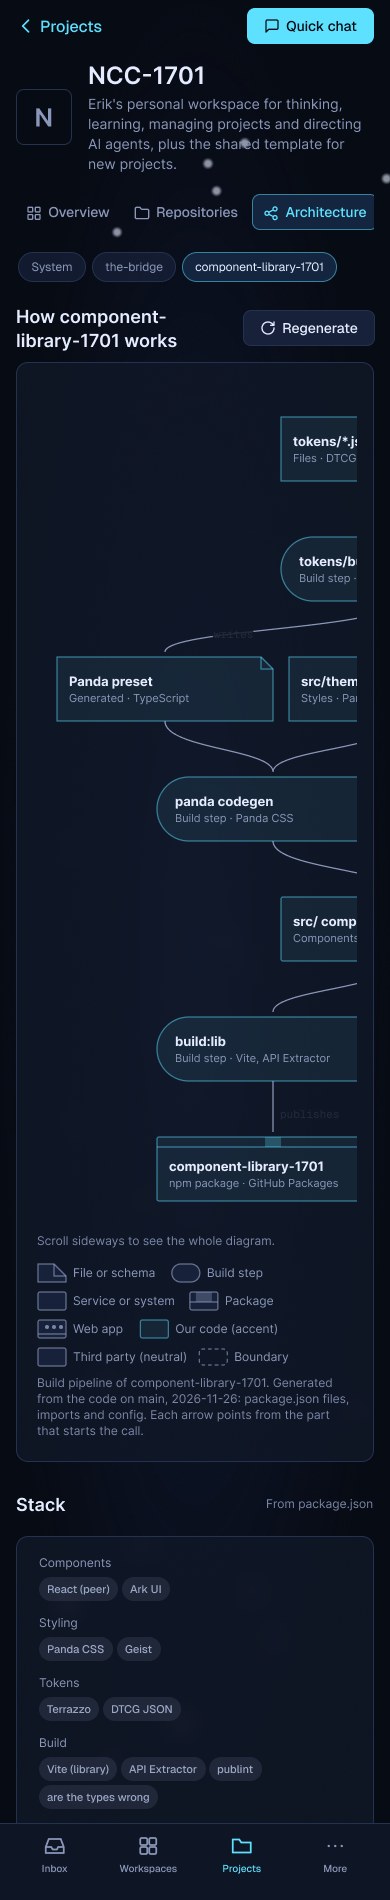 Projects
Quick chat
NCC-1701
N
Erik's personal workspace for thinking,
learning, managing projects and directing
AI agents, plus the shared template for
new projects.
Overview
Repositories
Architecture
System
the-bridge
component-library-1701
How component-
library-1701 works
Regenerate
tokens/*.js
Files · DTCG
tokens/bu
Build step ·
writes
Panda preset
Generated · TypeScript
src/them
Styles · Pa
panda codegen
Build step · Panda CSS
src/ comp
Components
build:lib
Build step · Vite, API Extractor
publishes
component-library-1701
npm package · GitHub Packages
Scroll sideways to see the whole diagram.
File or schema
Build step
Service or system
Package
Web app
Our code (accent)
Third party (neutral)
Boundary
Build pipeline of component-library-1701. Generated
from the code on main, 2026-11-26: package.json files,
imports and config. Each arrow points from the part
that starts the call.
Stack
From package.json
Components
React (peer)
Ark UI
Styling
Panda CSS
Geist
Tokens
Terrazzo
DTCG JSON
Build
Vite (library)
API Extractor
publint
are the types wrong
Inbox
Workspaces
Projects
More